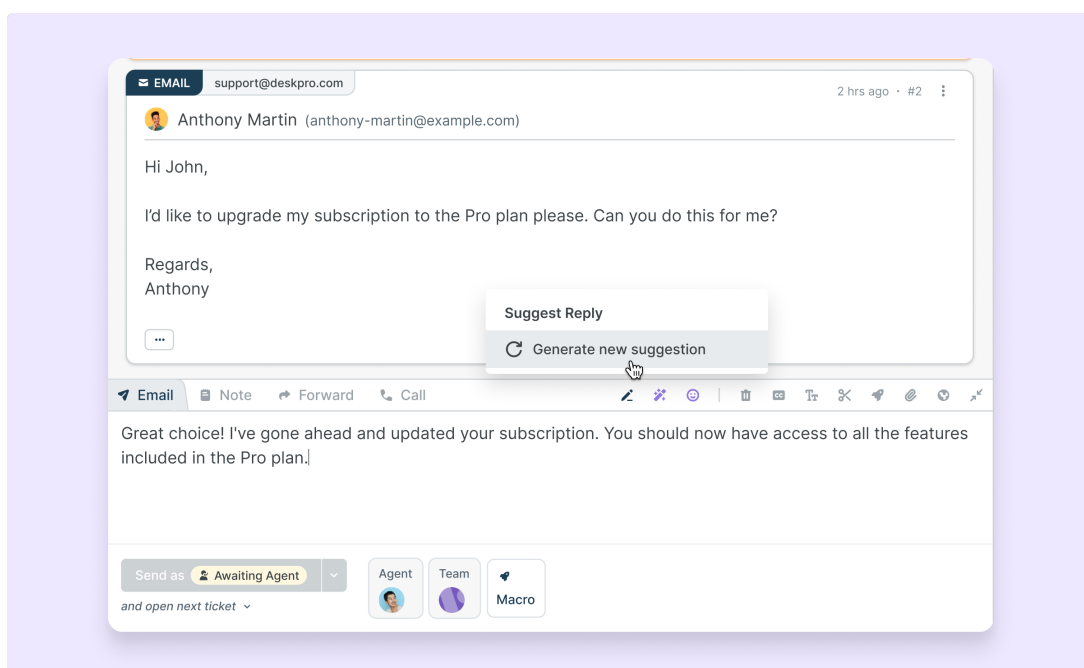 EMAIL support@deskpro.com
2 hrs ago · #2
Anthony Martin (anthony-martin@example.com)
Hi John,
I’d like to upgrade my subscription to the Pro plan please. Can you do this for me?
Regards,
Anthony
Suggest Reply
Generate new suggestion
Email Note Forward Call
CC Tт
Great choice! I've gone ahead and updated your subscription. You should now have access to all the features
included in the Pro plan.
Send as Awaiting Agent
and open next ticket
Agent Team
Macro